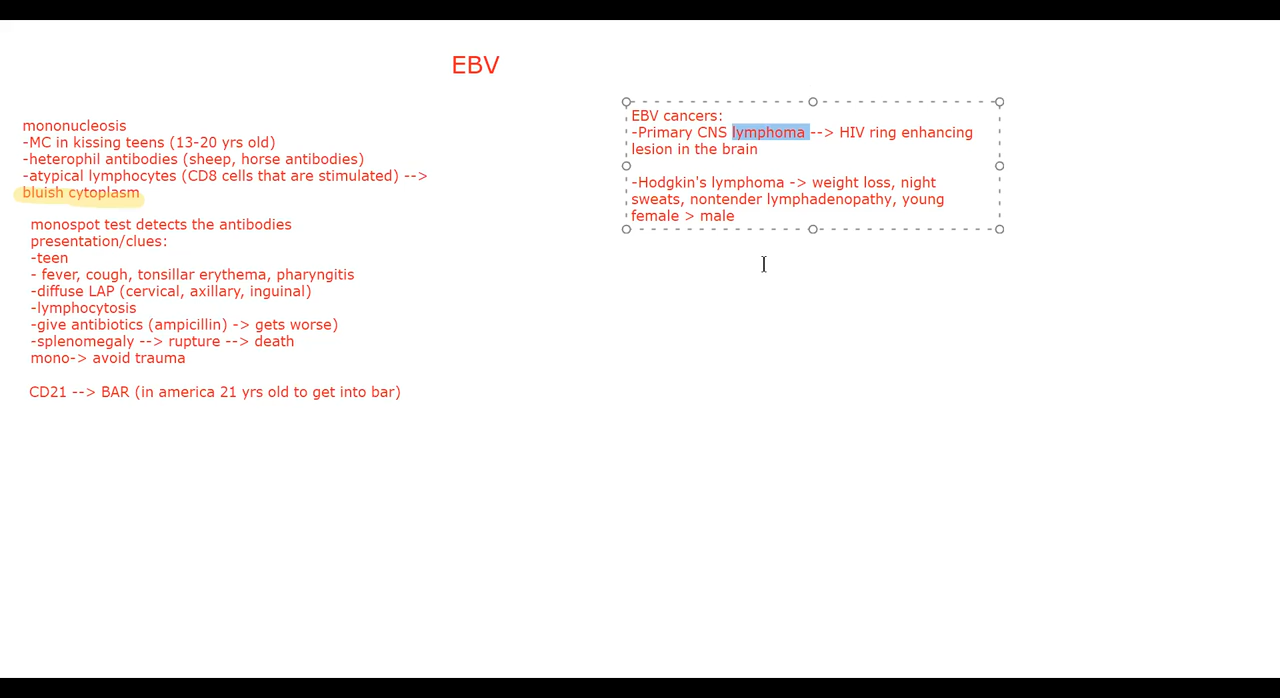 EBV
mononucleosis
-MC in kissing teens (13-20 yrs old)
-heterophil antibodies (sheep, horse antibodies)
-atypical lymphocytes (CD8 cells that are stimulated) -->
bluish cytoplasm
monospot test detects the antibodies
presentation/clues:
-teen
- fever, cough, tonsillar erythema, pharyngitis
-diffuse LAP (cervical, axillary, inguinal)
-lymphocytosis
-give antibiotics (ampicillin) -> gets worse)
-splenomegaly --> rupture --> death
mono-> avoid trauma
CD21 --> BAR (in america 21 yrs old to get into bar)
EBV cancers:
-Primary CNS lymphoma --> HIV ring enhancing
lesion in the brain
-Hodgkin's lymphoma -> weight loss, night
sweats, nontender lymphadenopathy, young
female > male